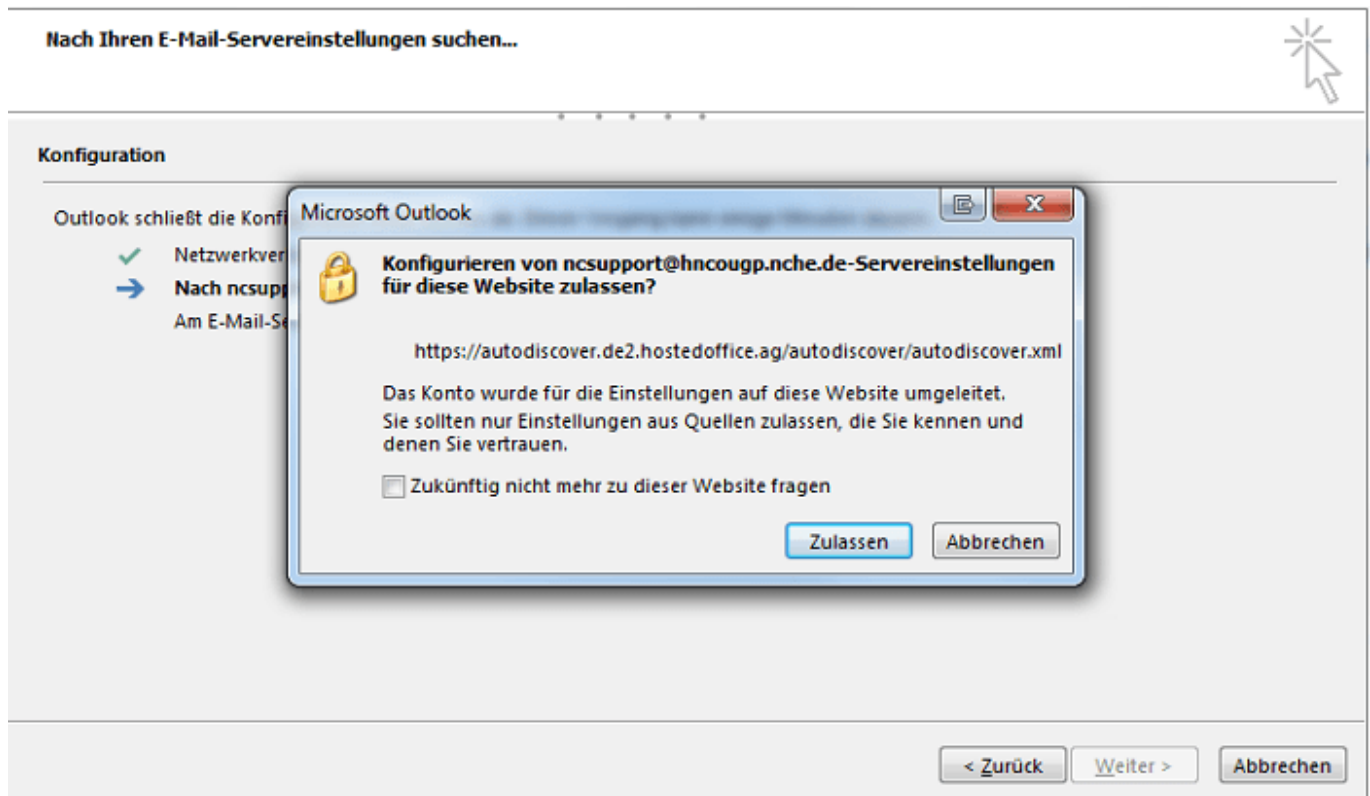 Nach Ihren E-Mail-Servereinstellungen suchen...
Konfiguration
Outlook schließt die Konfi
Netzwerkver
Nach ncsupp
Am E-Mail-Se
Microsoft Outlook
Konfigurieren von ncsupport@hncougp.nche.de-Servereinstellungen
für diese Website zulassen?
https://autodiscover.de2.hostedoffice.ag/autodiscover/autodiscover.xml
Das Konto wurde für die Einstellungen auf diese Website umgeleitet.
Sie sollten nur Einstellungen aus Quellen zulassen, die Sie kennen und
denen Sie vertrauen.
Zukünftig nicht mehr zu dieser Website fragen
Zulassen
Abbrechen
< Zurück
Weiter >
Abbrechen